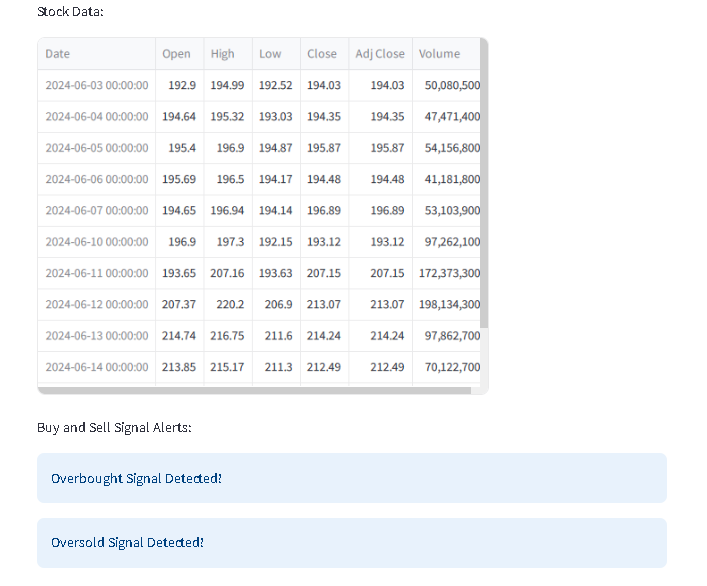 Stock Data:
Date Open High Low Close Adj Close Volume
2024-06-03 00:00:00 192.9 194.99 192.52 194.03 194.03 50,080,500
2024-06-04 00:00:00 194.64 195.32 193.03 194.35 194.35 47,471,400
2024-06-05 00:00:00 195.4 196.9 194.87 195.87 195.87 54,156,800
2024-06-06 00:00:00 195.69 196.5 194.17 194.48 194.48 41,181,800
2024-06-07 00:00:00 194.65 196.94 194.14 196.89 196.89 53,103,900
2024-06-10 00:00:00 196.9 197.3 192.15 193.12 193.12 97,262,100
2024-06-11 00:00:00 193.65 207.16 193.63 207.15 207.15 172,373,300
2024-06-12 00:00:00 207.37 220.2 206.9 213.07 213.07 198,134,300
2024-06-13 00:00:00 214.74 216.75 211.6 214.24 214.24 97,862,700
2024-06-14 00:00:00 213.85 215.17 211.3 212.49 212.49 70,122,700
Buy and Sell Signal Alerts:
Overbought Signal Detected!
Oversold Signal Detected!